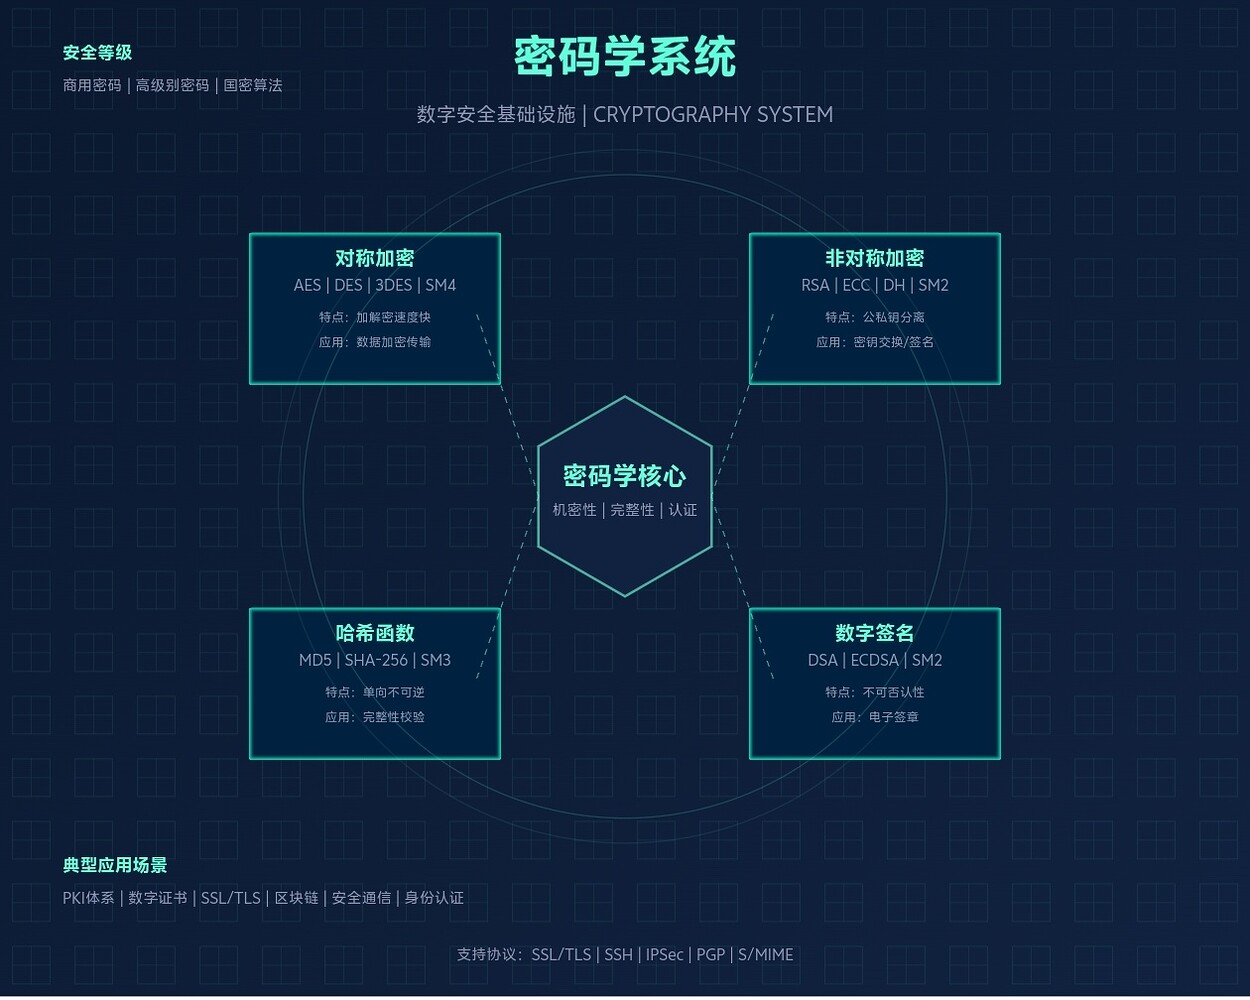 密码学系统
数字安全基础设施 | CRYPTOGRAPHY SYSTEM
安全等级
商用密码 | 高级别密码 | 国密算法
对称加密
AES | DES | 3DES | SM4
特点：加解密速度快
应用：数据加密传输
非对称加密
RSA | ECC | DH | SM2
特点：公私钥分离
应用：密钥交换/签名
密码学核心
机密性 | 完整性 | 认证
哈希函数
MD5 | SHA-256 | SM3
特点：单向不可逆
应用：完整性校验
数字签名
DSA | ECDSA | SM2
特点：不可否认性
应用：电子签章
典型应用场景
PKI体系 | 数字证书 | SSL/TLS | 区块链 | 安全通信 | 身份认证
支持协议：SSL/TLS | SSH | IPSec | PGP | S/MIME